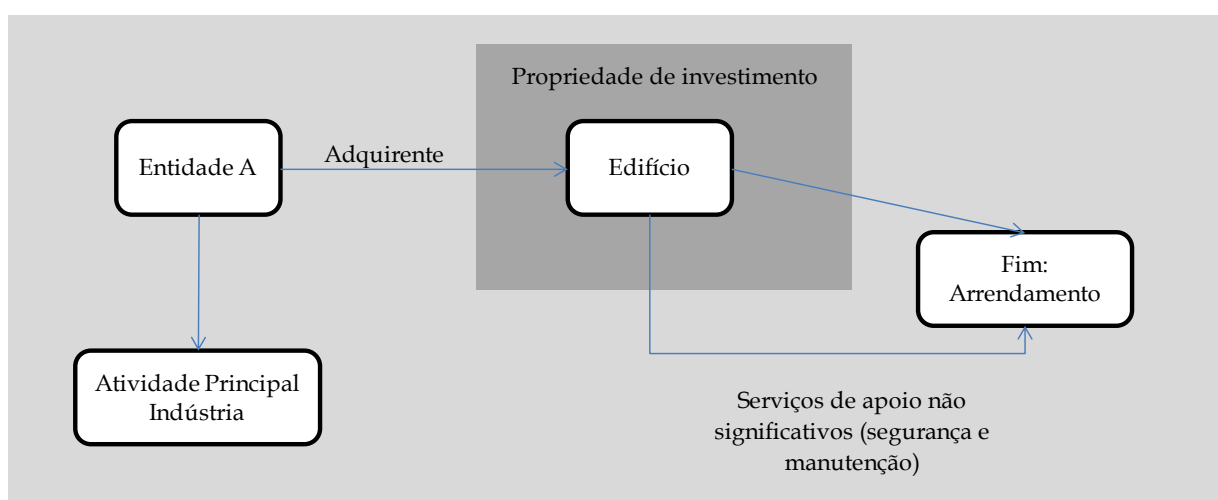 Propriedade de investimento
Entidade A
Adquirente
Edifício
Fim:
Arrendamento
Atividade Principal
Indústria
Serviços de apoio não
significativos (segurança e
manutenção)